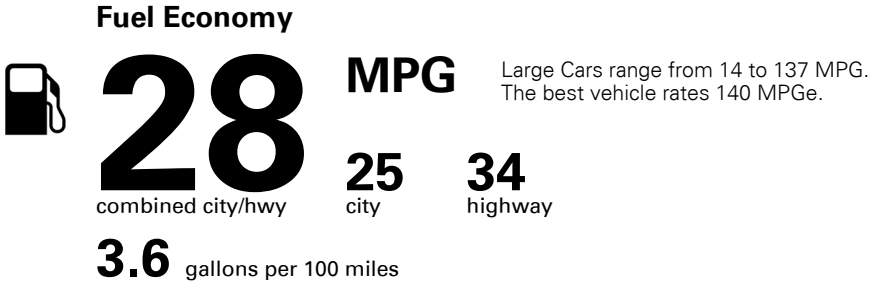 Fuel Economy
28
MPG
Large Cars range from 14 to 137 MPG.
The best vehicle rates 140 MPGe.
combined city/hwy
25
city
34
highway
3.6 gallons per 100 miles